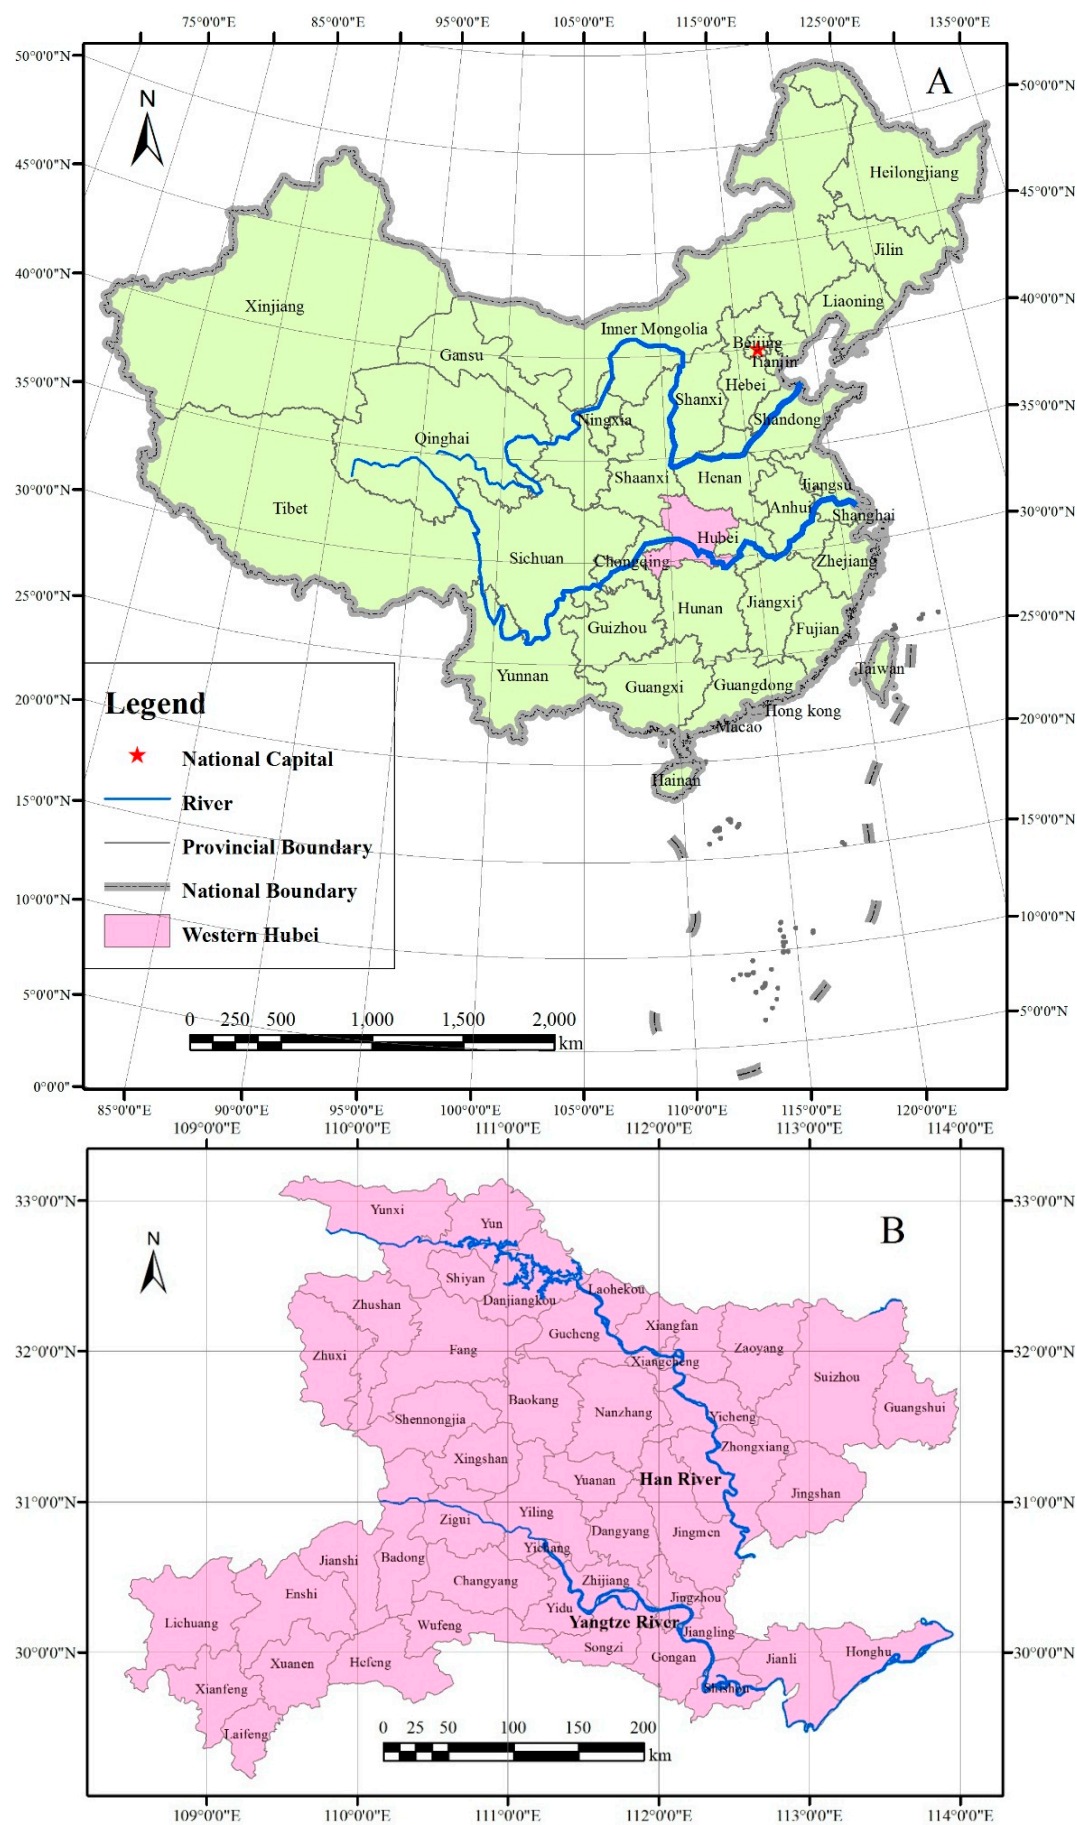 75°0'0"E 85°0'0"E 95°0'0"E 105°0'0"E 115°0'0"E 125°0'0"E 135°0'0"E
50°0'0"N
A
50°0'0"N
N
45°0'0"N
Heilongjiang
45°0'0"N
Jilin
40°0'0"N
Liaoning
40°0'0"N
Xinjiang
Inner Mongolia
Beijing
Gansu
Tianjin
35°0'0"N
Hebei
Shanxi
35°0'0"N
Ningxia
Shandong
Qinghai
Shaanxi
Henan
30°0'0"N
Jiangsu
Tibet
Anhui
30°0'0"N
Shanghai
Hubei
Sichuan
Chongqing
Zhejiang
25°0'0"N
Hunan
Jiangxi
25°0'0"N
Guizhou
Fujian
Taiwan
Yunnan
Guangxi
Guangdong
20°0'0"N
Legend
Hong kong
20°0'0"N
Macao
National Capital
Hainan
15°0'0"N
River
15°0'0"N
Provincial Boundary
National Boundary
10°0'0"N
10°0'0"N
Western Hubei
5°0'0"N
5°0'0"N
0 250 500 1,000 1,500 2,000
km
0°0'0"
85°0'0"E 90°0'0"E 95°0'0"E 100°0'0"E 105°0'0"E 110°0'0"E 115°0'0"E 120°0'0"E
109°0'0"E 110°0'0"E 111°0'0"E 112°0'0"E 113°0'0"E 114°0'0"E
33°0'0"N
33°0'0"N
Yunxi
Yun
B
N
Shiyan
Laohekou
Danjiangkou
Zhushan
Xiangfan
Gucheng
32°0'0"N
Fang
Zaoyang
32°0'0"N
Zhuxi
Xiangcheng
Suizhou
Baokang
Guangshui
Shennongjia
Nanzhang
Yicheng
Zhongxiang
Xingshan
Yuanan
Han River
Jingshan
31°0'0"N
31°0'0"N
Yiling
Zigui
Dangyang
Jingmen
Yichang
Jianshi
Badong
Changyang
Zhijiang
Enshi
Jingzhou
Yidu
Lichuang
Wufeng
Yangtze River
Jiangling
30°0'0"N
Songzi
Honghu
30°0'0"N
Xuanen
Hefeng
Gongan
Jianli
Xianfeng
Shishou
Laifeng
0 25 50 100 150 200
km
109°0'0"E 110°0'0"E 111°0'0"E 112°0'0"E 113°0'0"E 114°0'0"E